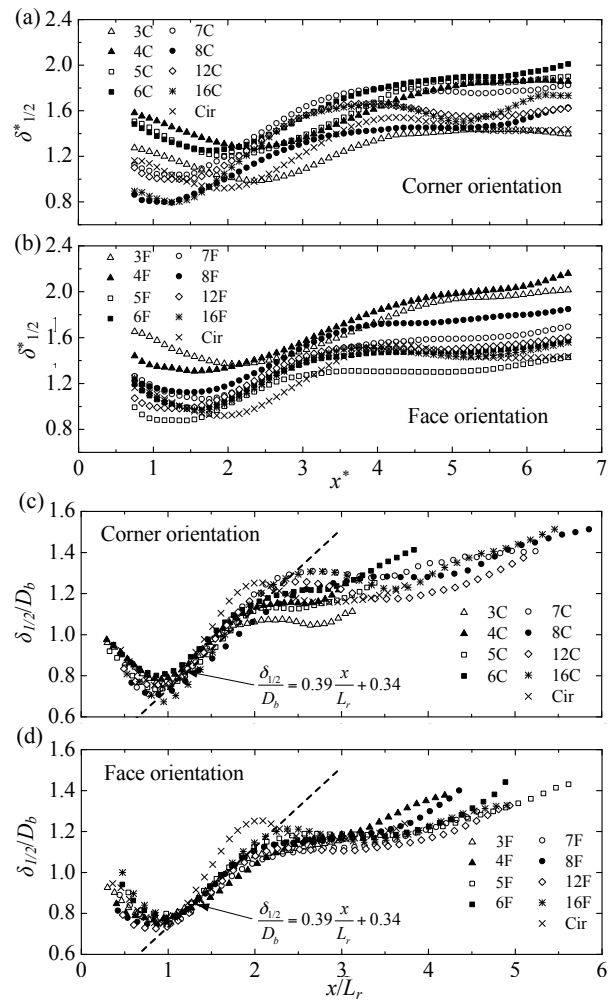 (a)
3C 7C
4C 8C
5C 12C
6C 16C
Cir
2.4
2.0
1.6
1.2
0.8
δ*1/2
Corner orientation
(b)
3F 7F
4F 8F
5F 12F
6F 16F
Cir
2.4
2.0
1.6
1.2
0.8
δ*1/2
Face orientation
0 1 2 3 4 5 6 7
x*
(c)
Corner orientation
1.6
1.4
1.2
1.0
0.8
0.6
δ1/2/Db
3C 7C
4C 8C
5C 12C
6C 16C
Cir
δ1/2/Db = 0.39 x/Lr + 0.34
(d)
Face orientation
1.6
1.4
1.2
1.0
0.8
0.6
δ1/2/Db
3F 7F
4F 8F
5F 12F
6F 16F
Cir
δ1/2/Db = 0.39 x/Lr + 0.34
0 1 2 3 4 5 6
x/Lr